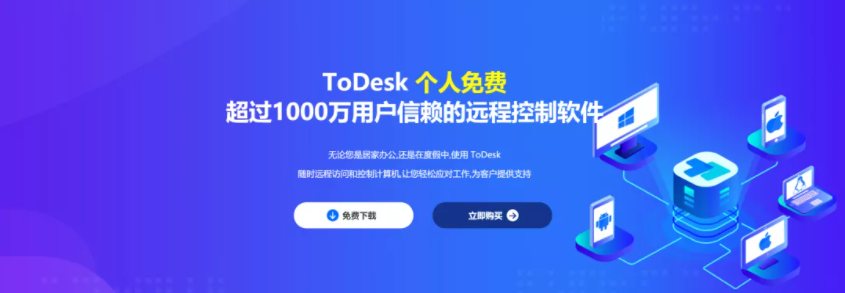 ToDesk 个人免费
超过1000万用户信赖的远程控制软件
无论您是居家办公,还是在度假中,使用 ToDesk
随时远程访问和控制计算机,让您轻松应对工作,为客户提供支持
免费下载
立即购买